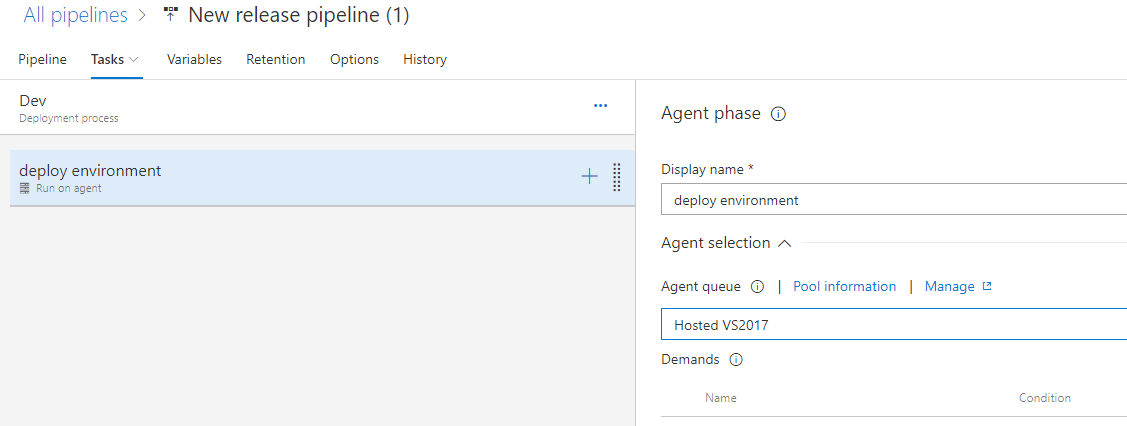 All pipelines > New release pipeline (1)
Pipeline Tasks Variables Retention Options History
Dev
Deployment process
...
deploy environment
Run on agent
Agent phase
Display name *
deploy environment
Agent selection
Agent queue | Pool information | Manage
Hosted VS2017
Demands
Name Condition